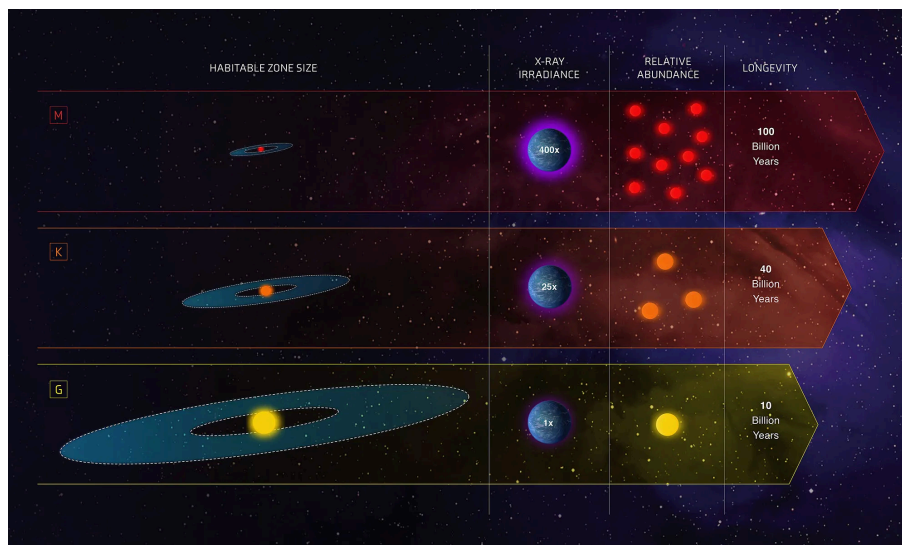 HABITABLE ZONE SIZE
X-RAY
IRRADIANCE
RELATIVE
ABUNDANCE
LONGEVITY
M
400x
100
Billion
Years
K
25x
40
Billion
Years
G
1x
10
Billion
Years